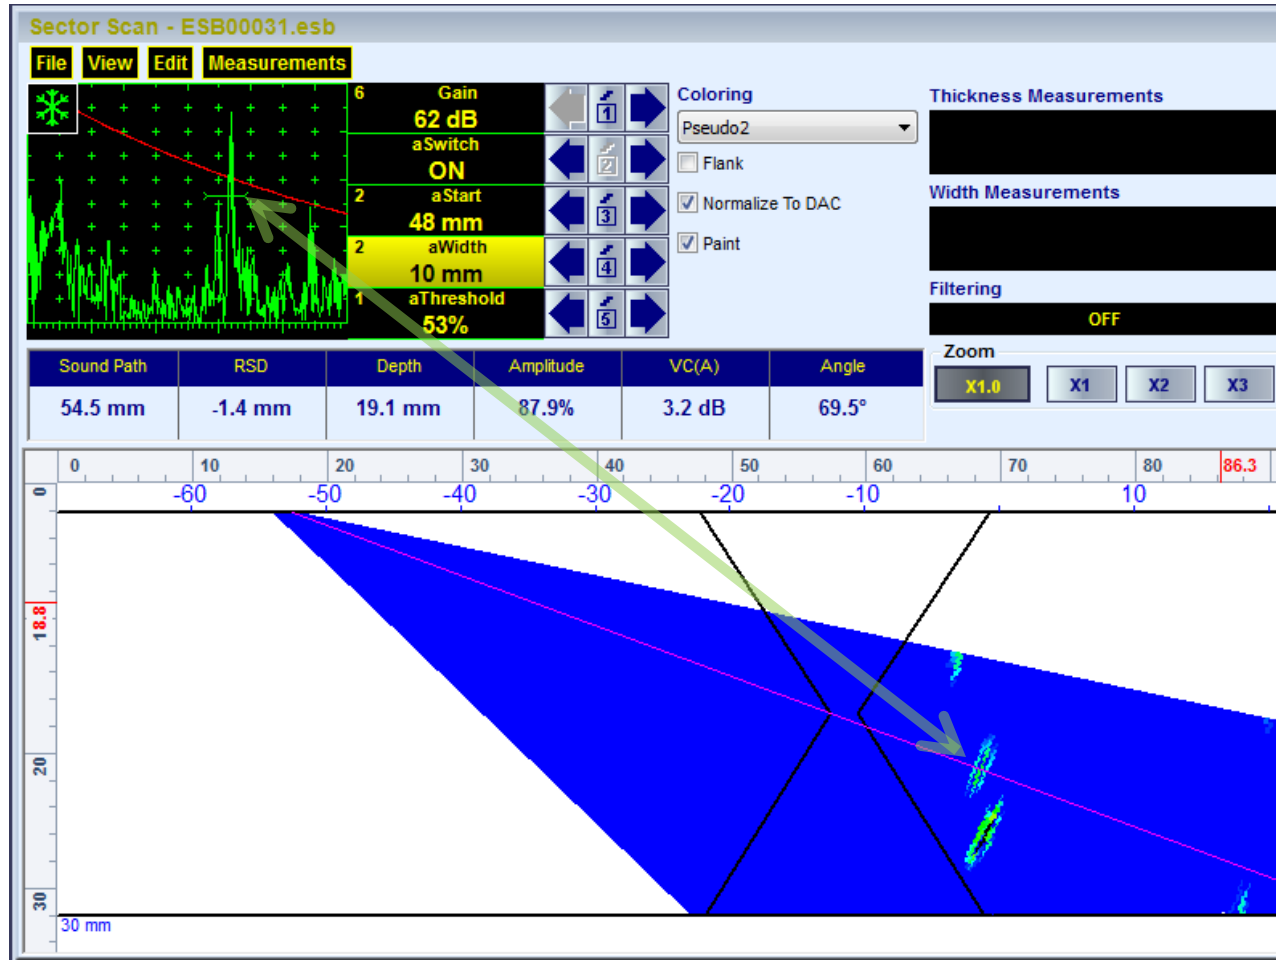 Sector Scan - ESB00031.esb
File View Edit Measurements
6 Gain
62 dB
aSwitch
ON
2 aStart
48 mm
2 aWidth
10 mm
1 aThreshold
53%
1
2
3
4
5
Coloring
Pseudo2
Flank
Normalize To DAC
Paint
Thickness Measurements
Width Measurements
Filtering
OFF
Zoom
X1.0 X1 X2 X3
Sound Path RSD Depth Amplitude VC(A) Angle
54.5 mm -1.4 mm 19.1 mm 87.9% 3.2 dB 69.5°
0 10 20 30 40 50 60 70 80 86.3
-60 -50 -40 -30 -20 -10 10
0
18.8
20
30
30 mm